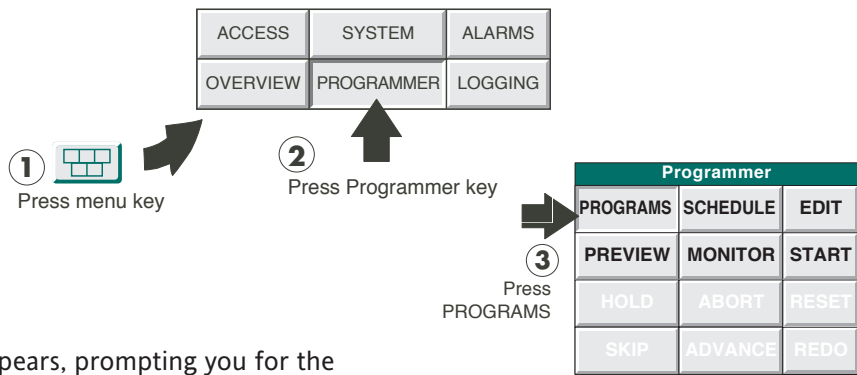 ACCESS SYSTEM ALARMS
OVERVIEW PROGRAMMER LOGGING
1
Press menu key
2
Press Programmer key
Programmer
PROGRAMS SCHEDULE EDIT
PREVIEW MONITOR START
HOLD ABORT RESET
SKIP ADVANCE REDO
3
Press
PROGRAMS
pears, prompting you for the